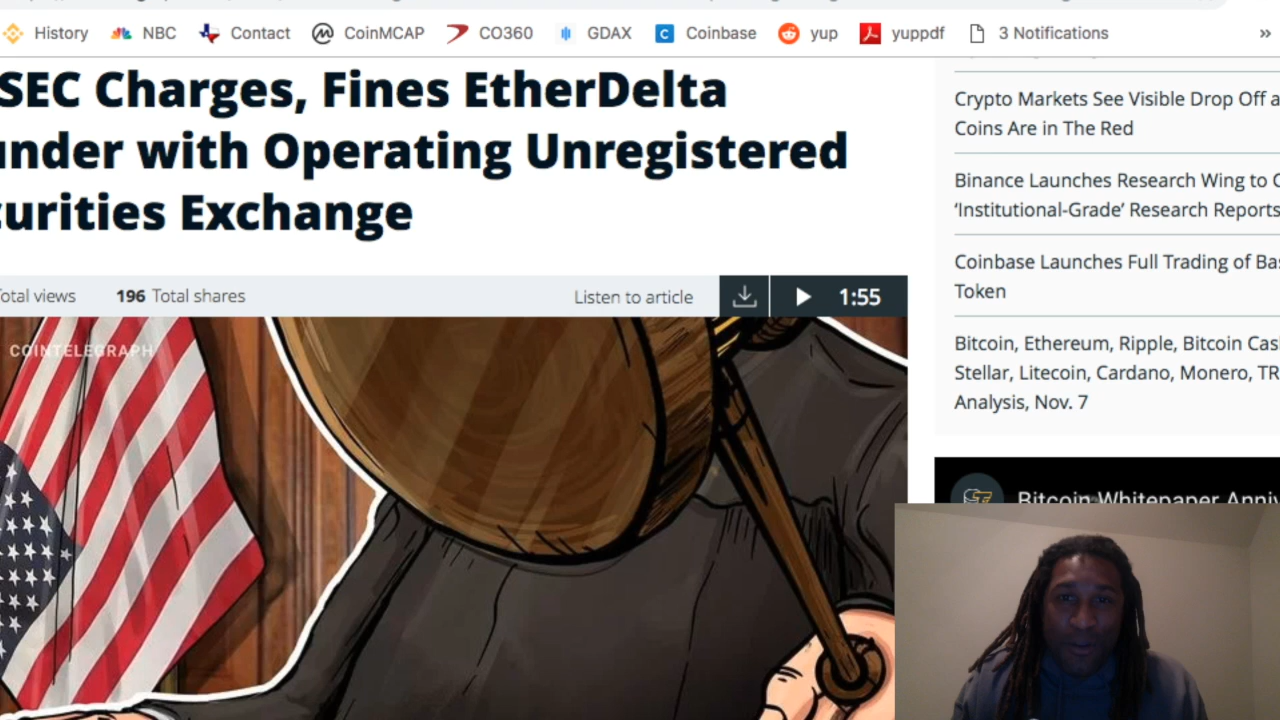 History NBC Contact CoinMCAP CO360 GDAX Coinbase yup yuppdf 3 Notifications »
SEC Charges, Fines EtherDelta
under with Operating Unregistered
curities Exchange
Total views 196 Total shares Listen to article 1:55
COINTELEGRAPH
Crypto Markets See Visible Drop Off a
Coins Are in The Red
Binance Launches Research Wing to C
‘Institutional-Grade’ Research Reports
Coinbase Launches Full Trading of Bas
Token
Bitcoin, Ethereum, Ripple, Bitcoin Cas
Stellar, Litecoin, Cardano, Monero, TR
Analysis, Nov. 7
Bitcoin Whitepaper Anniv